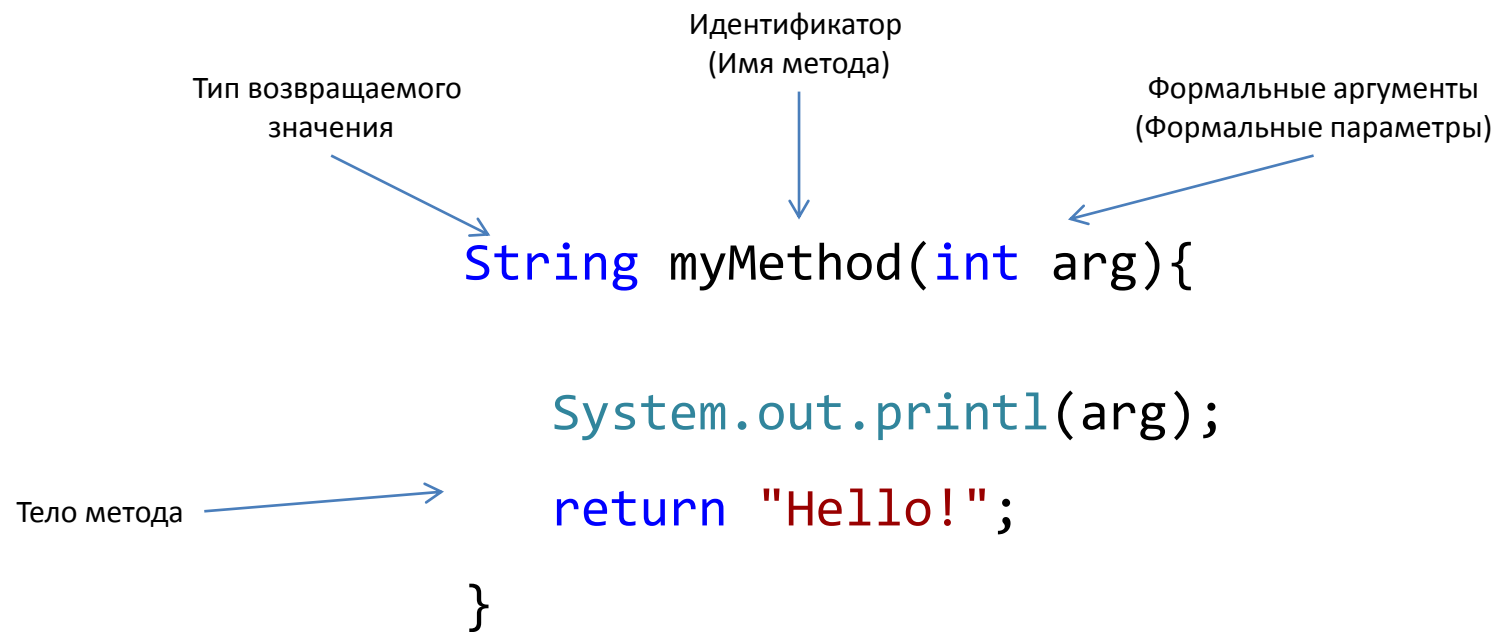 Идентификатор
(Имя метода)
Тип возвращаемого
значения
Формальные аргументы
(Формальные параметры)
String myMethod(int arg){
System.out.printl(arg);
Тело метода
return "Hello!";
}